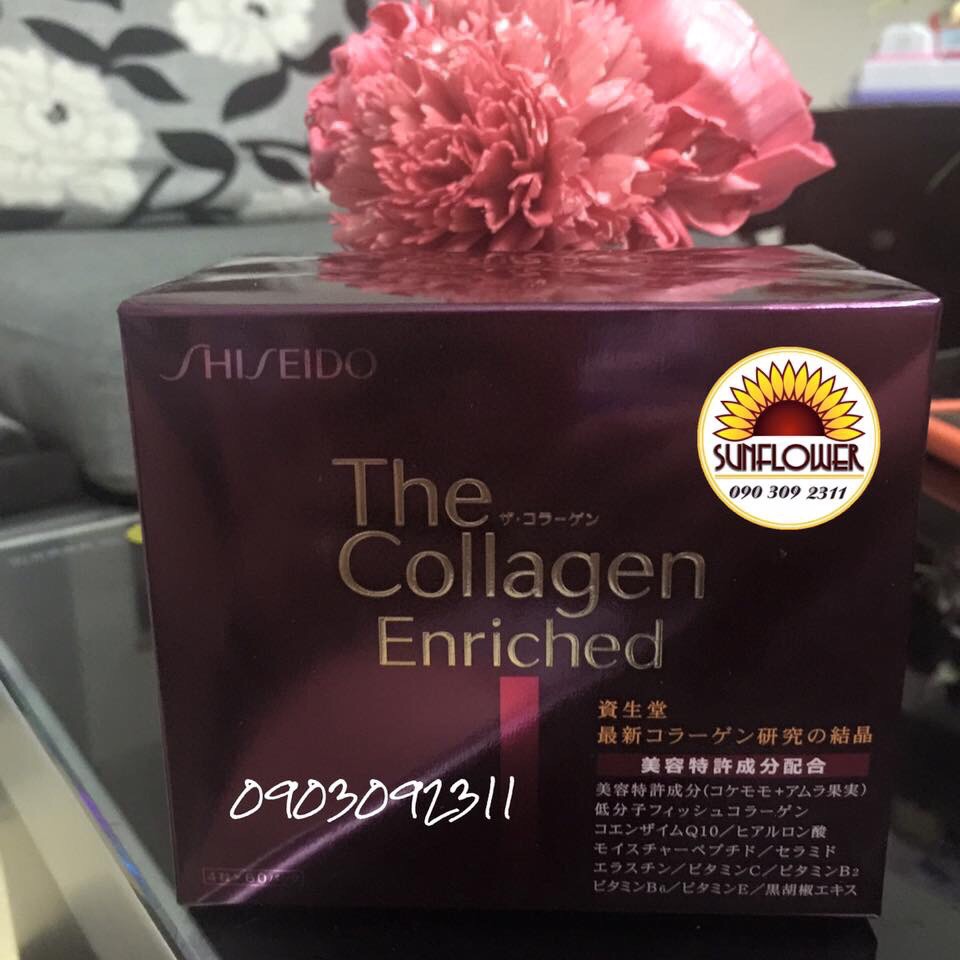 SHISEIDO
The
ザ・コラーゲン
Collagen
Enriched
SUNFLOWER
090 309 2311
資生堂
最新コラーゲン研究の結晶
美容特許成分配合
美容特許成分(コケモモ+アムラ果実)
低分子フィッシュコラーゲン
コエンザイムQ10/ヒアルロン酸
モイスチャーペプチド/セラミド
エラスチン/ビタミンC/ビタミンB2
ビタミンB6/ビタミンE/黒胡椒エキス
0903092311